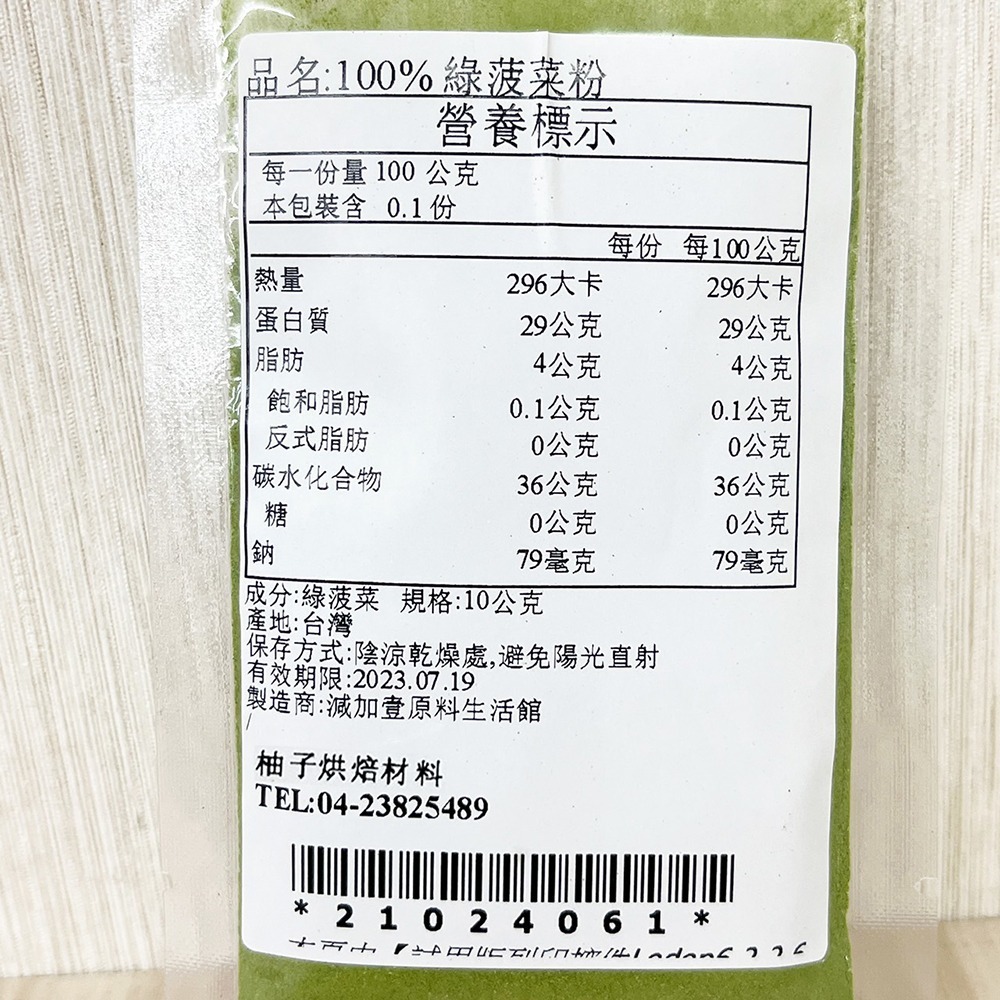 品名:100%綠菠菜粉
營養標示
每一份量 100 公克
本包裝含 0.1份
每份 每100公克
熱量 296大卡 296大卡
蛋白質 29公克 29公克
脂肪 4公克 4公克
飽和脂肪 0.1公克 0.1公克
反式脂肪 0公克 0公克
碳水化合物 36公克 36公克
糖 0公克 0公克
鈉 79毫克 79毫克
成分:綠菠菜 規格:10公克
產地:台灣
保存方式:陰涼乾燥處,避免陽光直射
有效期限:2023.07.19
製造商:減加壹原料生活館
/
柚子烘焙材料
TEL:04-23825489
*21024061*